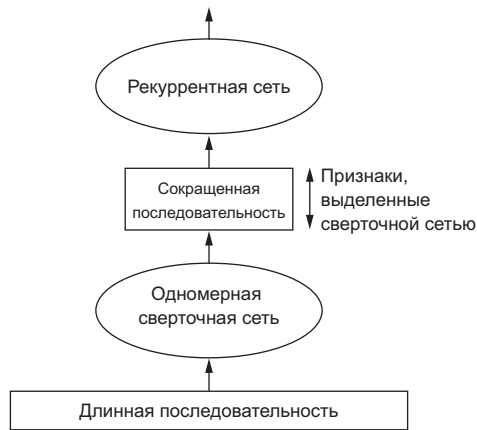 Рекуррентная сеть
Сокращенная
последовательность
Признаки,
выделенные
сверточной сетью
Одномерная
сверточная сеть
Длинная последовательность